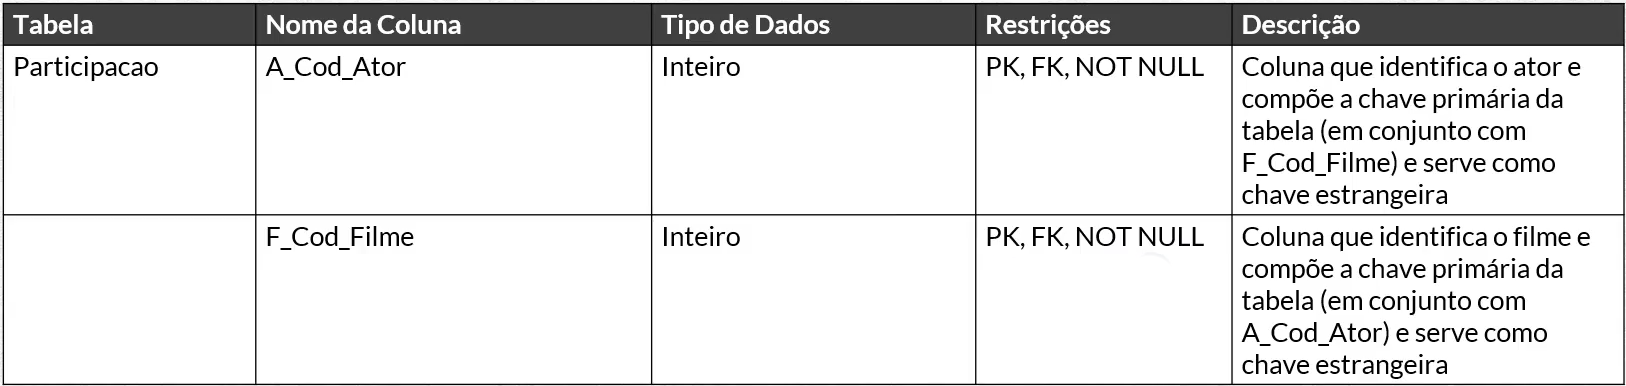 Tabela Nome da Coluna Tipo de Dados Restrições Descrição
Participacao A_Cod_Ator Inteiro PK, FK, NOT NULL Coluna que identifica o ator e
compõe a chave primária da
tabela (em conjunto com
F_Cod_Filme) e serve como
chave estrangeira
F_Cod_Filme Inteiro PK, FK, NOT NULL Coluna que identifica o filme e
compõe a chave primária da
tabela (em conjunto com
A_Cod_Ator) e serve como
chave estrangeira